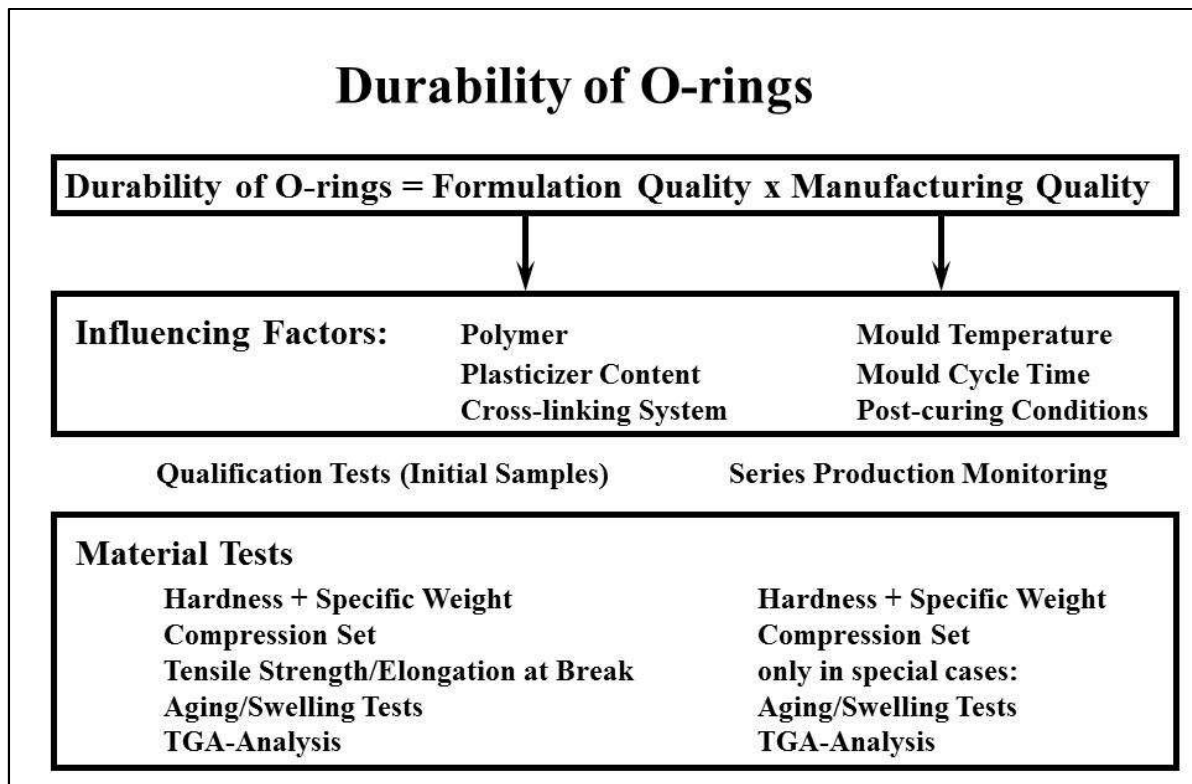 Durability of O-rings
Durability of O-rings = Formulation Quality x Manufacturing Quality
Influencing Factors: Polymer Mould Temperature
Plasticizer Content Mould Cycle Time
Cross-linking System Post-curing Conditions
Qualification Tests (Initial Samples) Series Production Monitoring
Material Tests
Hardness + Specific Weight Hardness + Specific Weight
Compression Set Compression Set
Tensile Strength/Elongation at Break only in special cases:
Aging/Swelling Tests Aging/Swelling Tests
TGA-Analysis TGA-Analysis